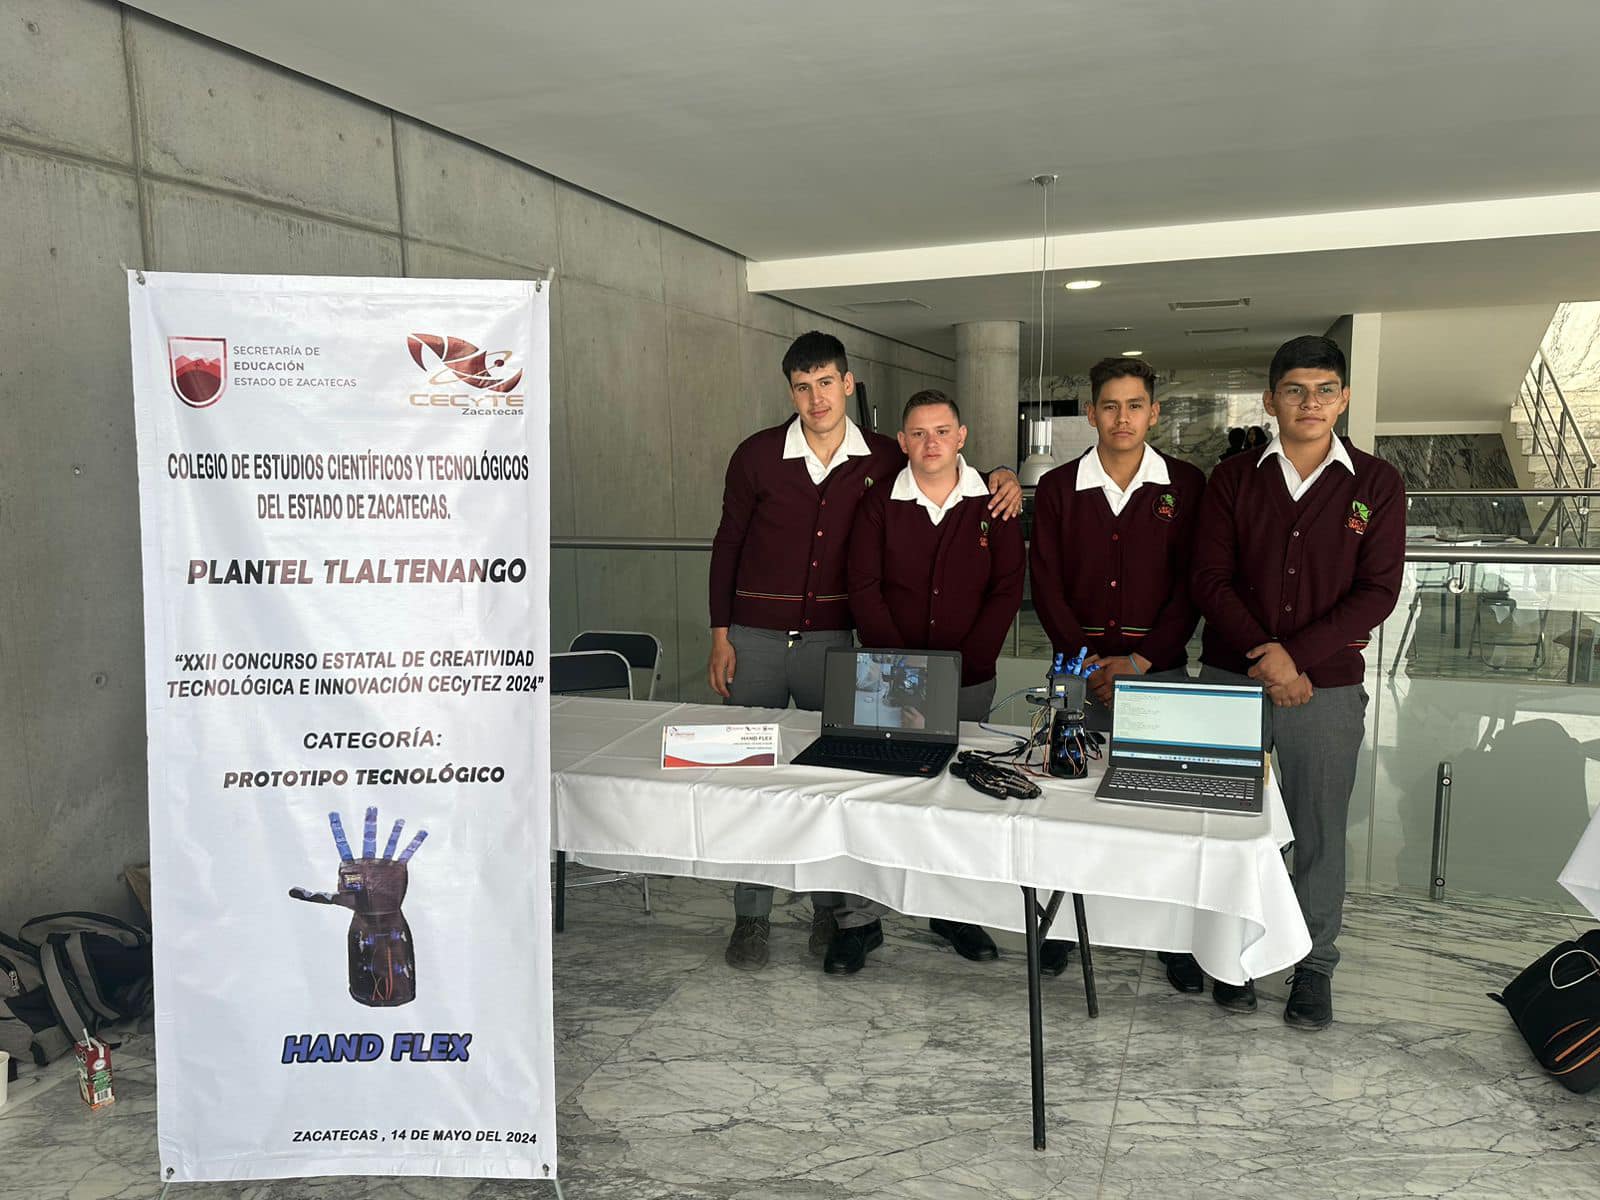 SECRETARÍA DE
EDUCACIÓN
ESTADO DE ZACATECAS
CECyTE
Zacatecas
COLEGIO DE ESTUDIOS CIENTÍFICOS Y TECNOLÓGICOS
DEL ESTADO DE ZACATECAS.
PLANTEL TLALTENANGO
"XXII CONCURSO ESTATAL DE CREATIVIDAD
TECNOLÓGICA E INNOVACIÓN CECyTEZ 2024"
CATEGORÍA:
PROTOTIPO TECNOLÓGICO
HAND FLEX
ZACATECAS , 14 DE MAYO DEL 2024
HAND FLEX